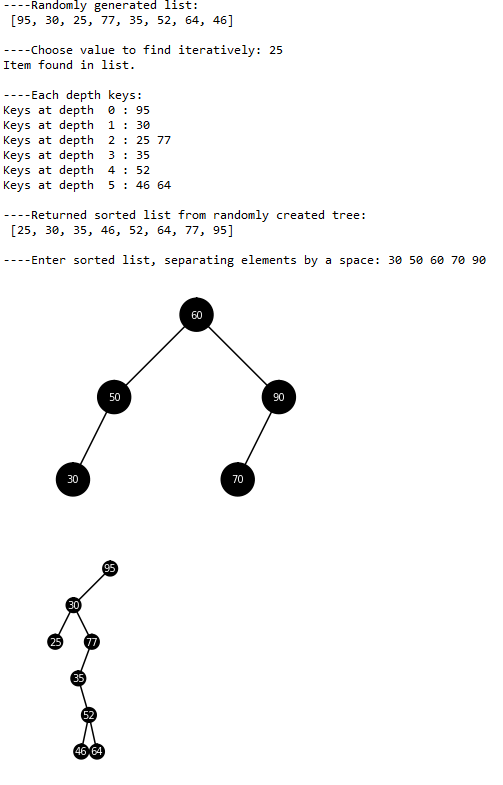 ----Randomly generated list:
[95, 30, 25, 77, 35, 52, 64, 46]
----Choose value to find iteratively: 25
Item found in list.
----Each depth keys:
Keys at depth  0 : 95
Keys at depth  1 : 30
Keys at depth  2 : 25 77
Keys at depth  3 : 35
Keys at depth  4 : 52
Keys at depth  5 : 46 64
----Returned sorted list from randomly created tree:
[25, 30, 35, 46, 52, 64, 77, 95]
----Enter sorted list, separating elements by a space: 30 50 60 70 90
60
50 90
30 70
95
30
25 77
35
52
46 64